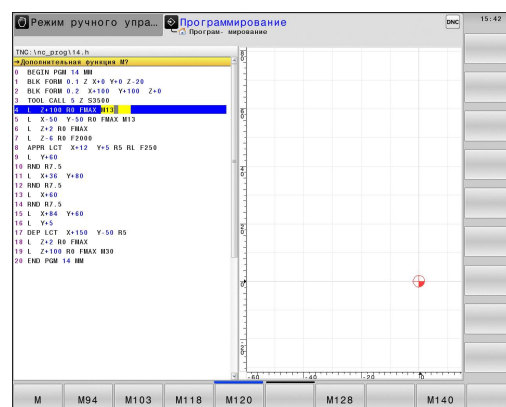 Режим ручного упра...
Программирование
Програм- мирование
DNC
15:42
TNC:\nc_prog\14.h
→Дополнительная функция M?
0 BEGIN PGM 14 MM
1 BLK FORM 0.1 Z X+0 Y+0 Z-20
2 BLK FORM 0.2 X+100 Y+100 Z+0
3 TOOL CALL 5 Z S3500
4 L Z+100 R0 FMAX M13
5 L X-50 Y-50 R0 FMAX M13
6 L Z+2 R0 FMAX
7 L Z-6 R0 F2000
8 APPR LCT X+12 Y+5 R5 RL F250
9 L Y+60
10 RND R7.5
11 L X+36 Y+80
12 RND R7.5
13 L X+60
14 RND R7.5
15 L X+84 Y+60
16 L Y+5
17 DEP LCT X+150 Y-50 R5
18 L Z+2 R0 FMAX
19 L Z+100 R0 FMAX M30
20 END PGM 14 MM
-60 -40 -20 0
M M94 M103 M118 M120 M128 M140